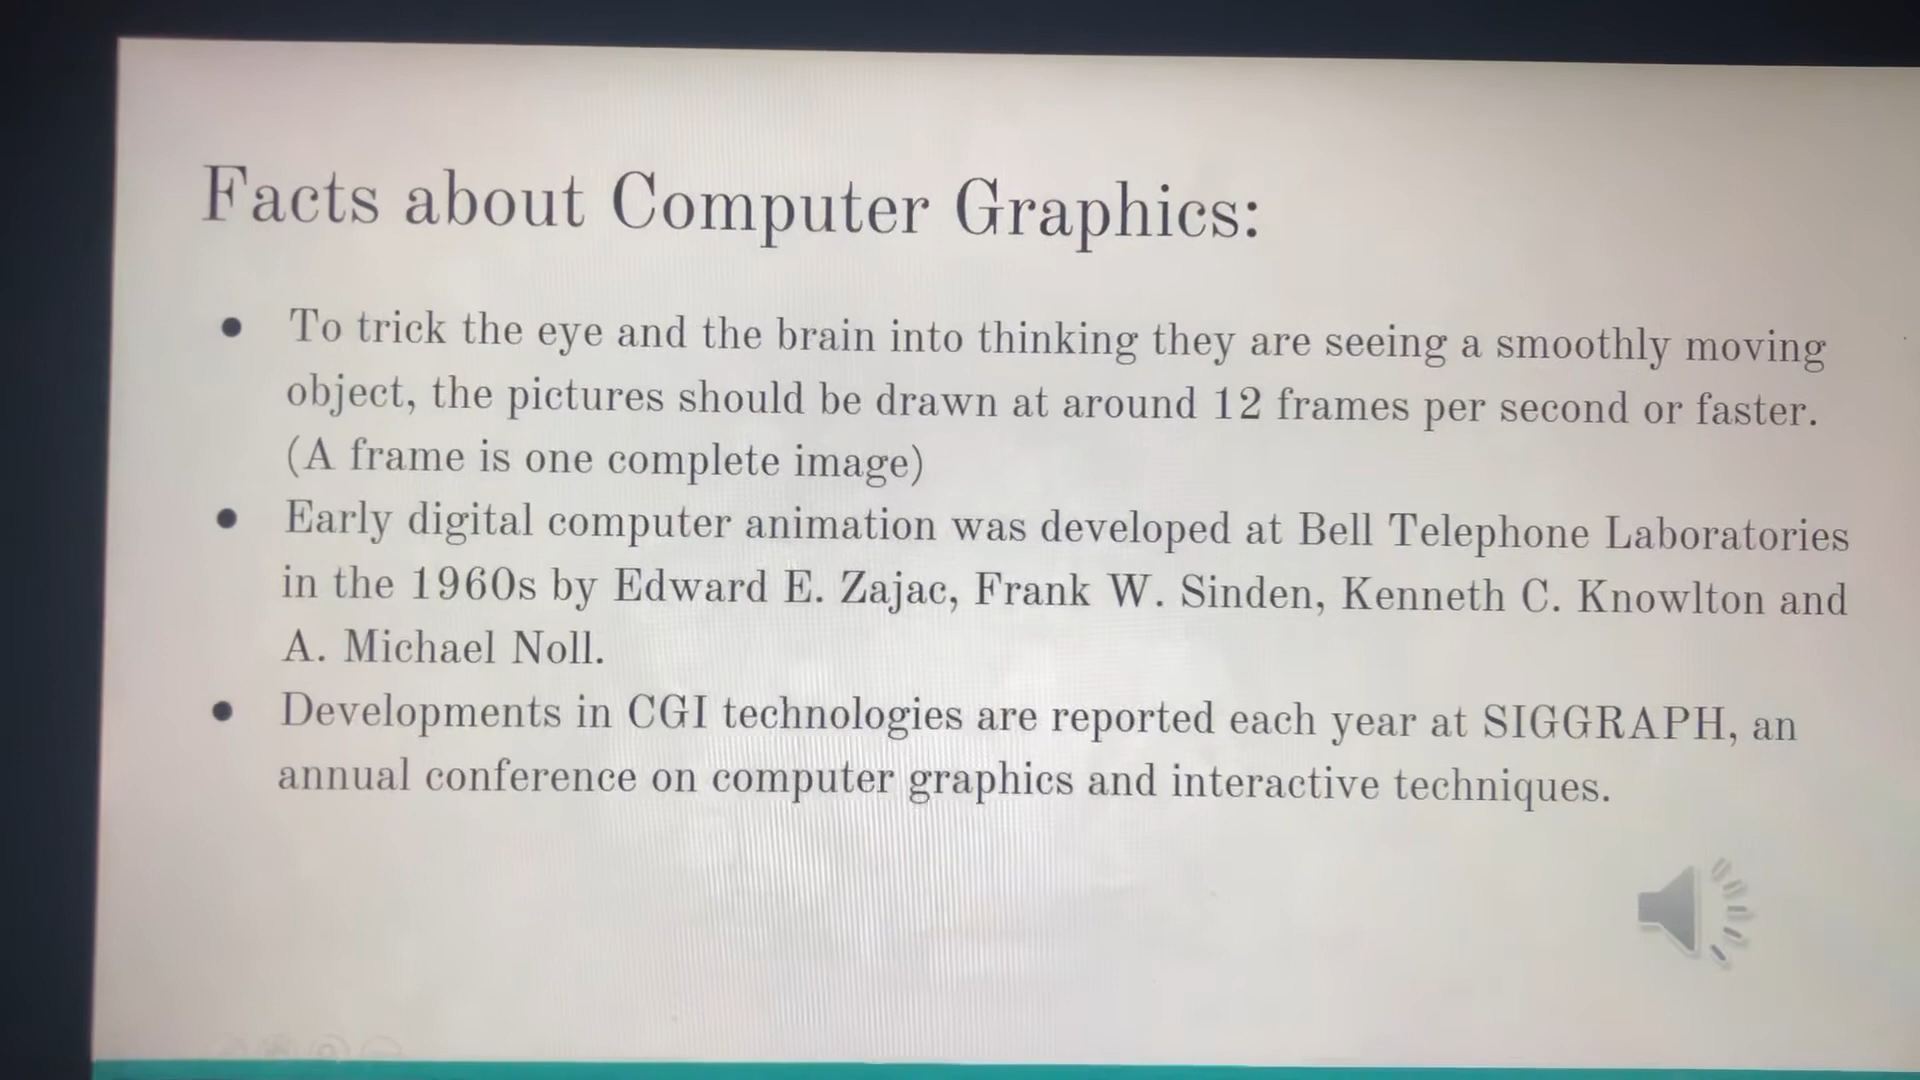 Facts about Computer Graphics:
● To trick the eye and the brain into thinking they are seeing a smoothly moving
object, the pictures should be drawn at around 12 frames per second or faster.
(A frame is one complete image)
● Early digital computer animation was developed at Bell Telephone Laboratories
in the 1960s by Edward E. Zajac, Frank W. Sinden, Kenneth C. Knowlton and
A. Michael Noll.
● Developments in CGI technologies are reported each year at SIGGRAPH, an
annual conference on computer graphics and interactive techniques.